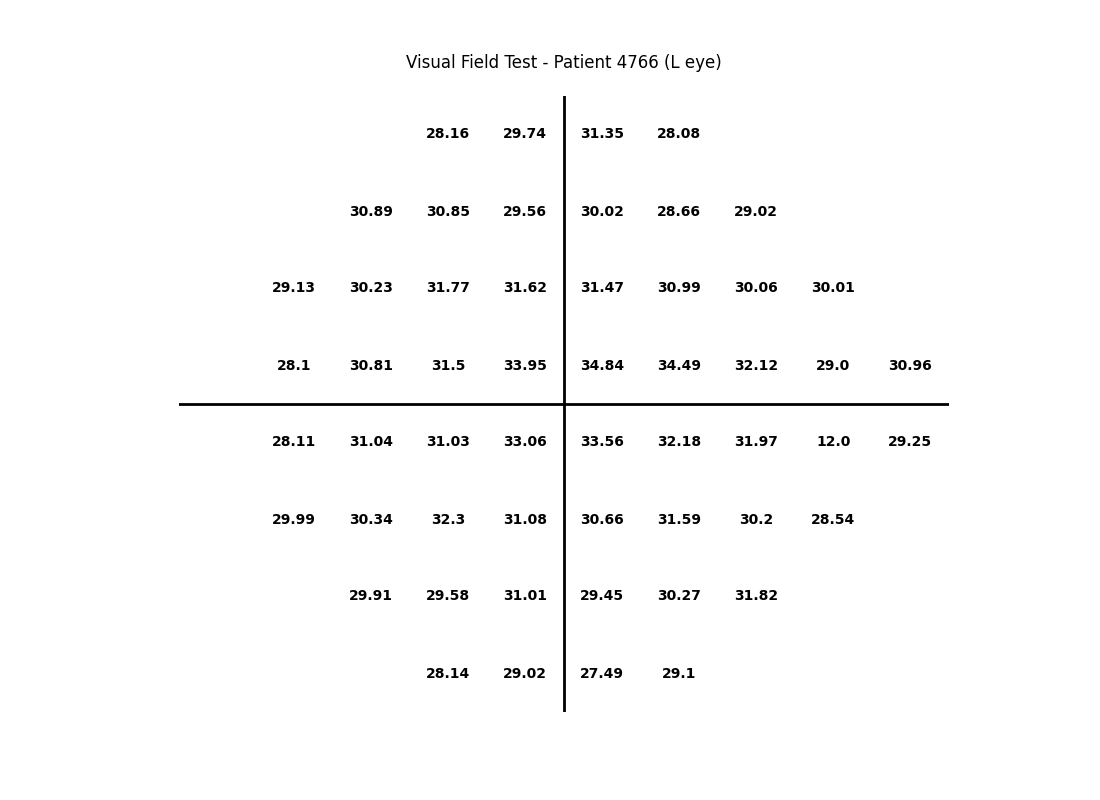 Visual Field Test - Patient 4766 (L eye)
28.16 29.74 31.35 28.08
30.89 30.85 29.56 30.02 28.66 29.02
29.13 30.23 31.77 31.62 31.47 30.99 30.06 30.01
28.1 30.81 31.5 33.95 34.84 34.49 32.12 29.0 30.96
28.11 31.04 31.03 33.06 33.56 32.18 31.97 12.0 29.25
29.99 30.34 32.3 31.08 30.66 31.59 30.2 28.54
29.91 29.58 31.01 29.45 30.27 31.82
28.14 29.02 27.49 29.1